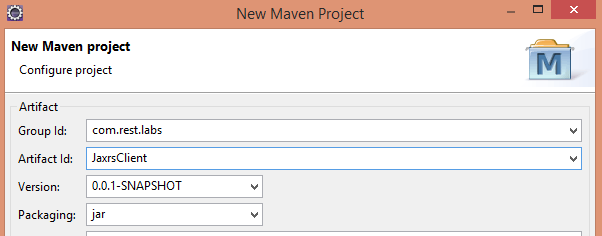 New Maven Project
New Maven project
Configure project
M
Artifact
Group Id: com.rest.labs
Artifact Id: JaxrsClient
Version: 0.0.1-SNAPSHOT
Packaging: jar